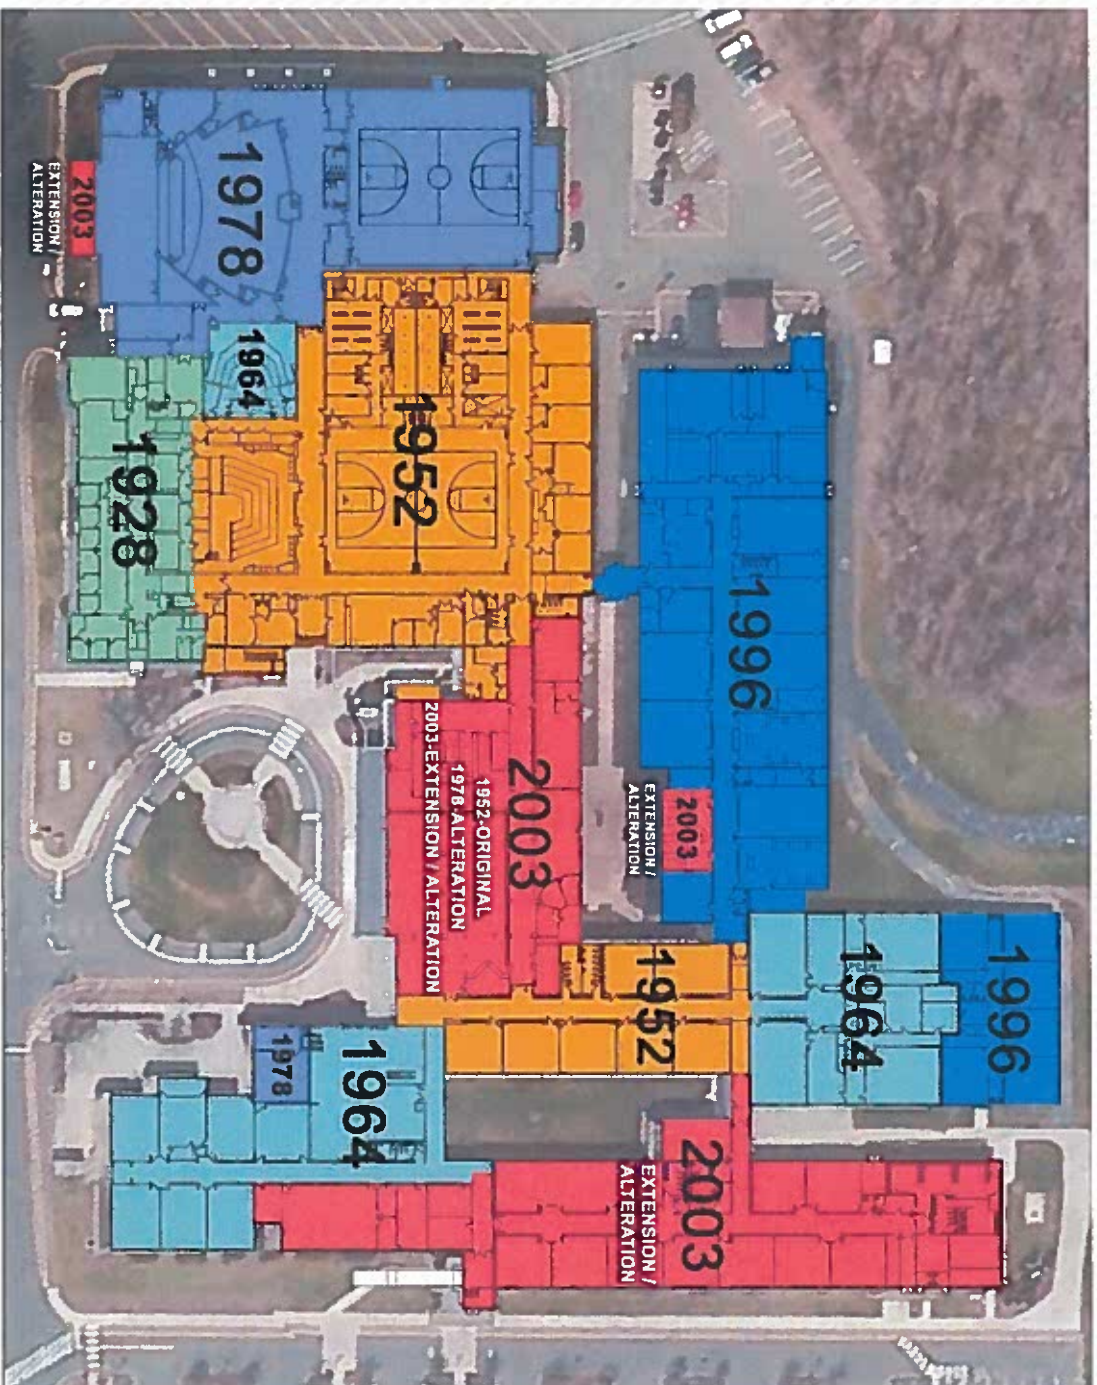 1996
1964
1996
2003
EXTENSION /
ALTERATION
2003
EXTENSION /
ALTERATION
1952
2003
1952-ORIGINAL
1978-ALTERATION
2003-EXTENSION / ALTERATION
1952
1964
1978
1964
1978
1928
2003
EXTENSION /
ALTERATION